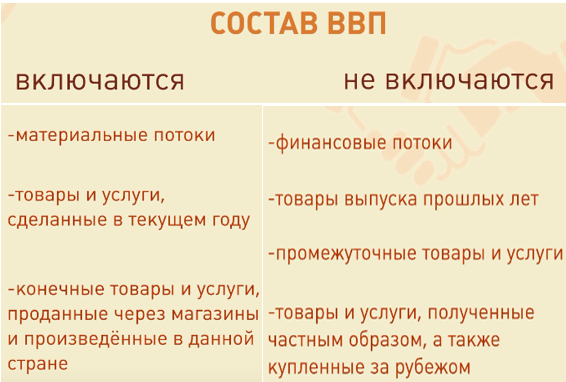 СОСТАВ ВВП
включаются
не включаются
-материальные потоки
-товары и услуги,
сделанные в текущем году
-конечные товары и услуги,
проданные через магазины
и произведённые в данной
стране
-финансовые потоки
-товары выпуска прошлых лет
-промежуточные товары и услуги
-товары и услуги, полученные
частным образом, а также
купленные за рубежом